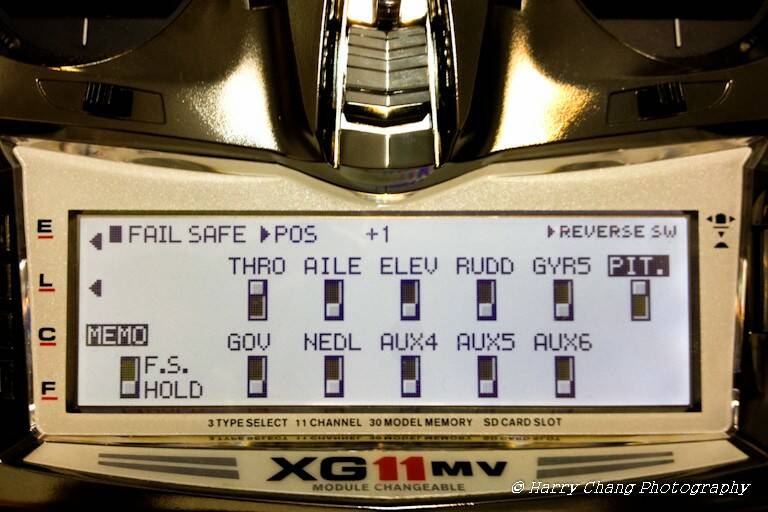 FAIL SAFE POS +1 REVERSE SW
THRO AILE ELEV RUDD GYR5 PIT.
MEMO GOV NEDL AUX4 AUX5 AUX6
F.S.
HOLD
E
L
C
F
3 TYPE SELECT 11 CHANNEL 30 MODEL MEMORY SD CARD SLOT
XG11MV
MODULE CHANGEABLE
© Harry Chang Photography